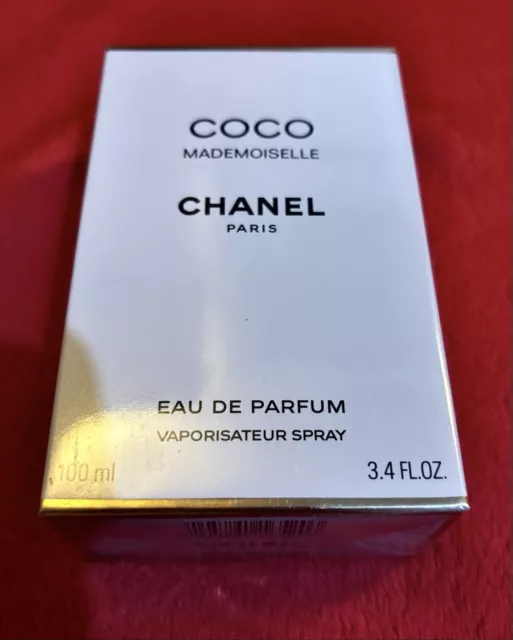 COCO
MADEMOISELLE
CHANEL
PARIS
EAU DE PARFUM
VAPORISATEUR SPRAY
100 ml 3.4 FL.OZ.